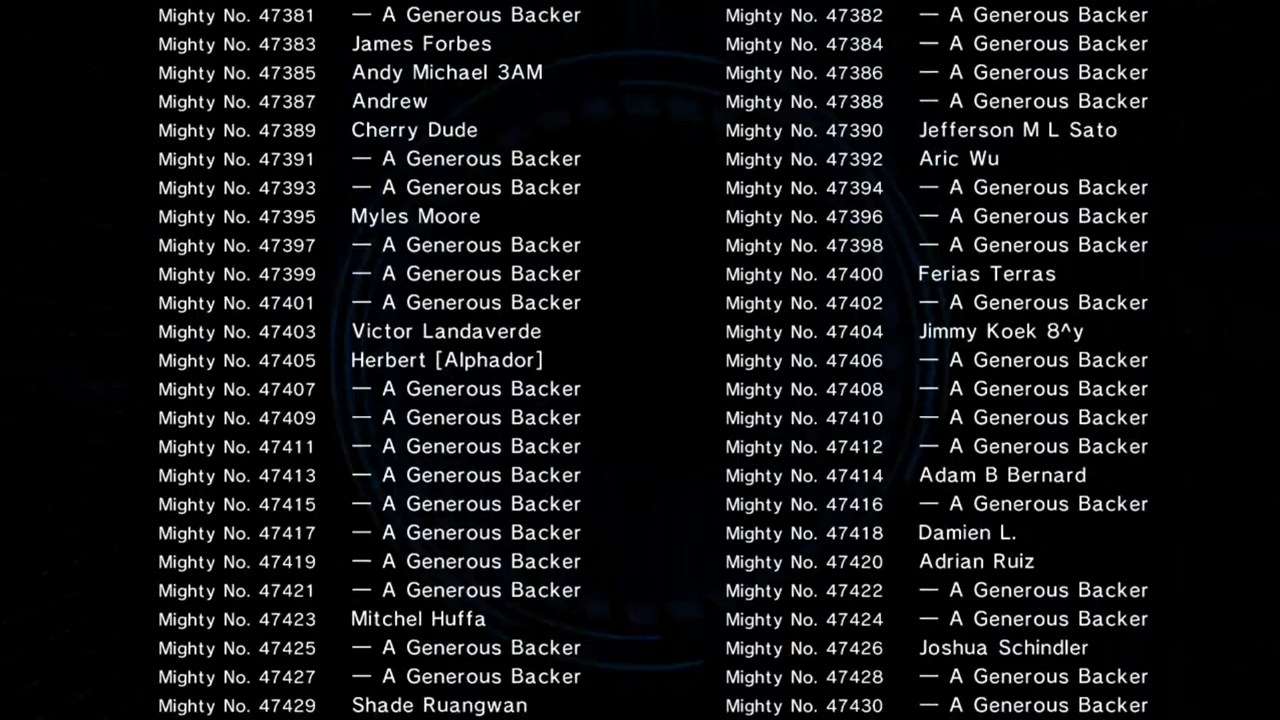 Mighty No. 47381 — A Generous Backer Mighty No. 47382 — A Generous Backer
Mighty No. 47383 James Forbes Mighty No. 47384 — A Generous Backer
Mighty No. 47385 Andy Michael 3AM Mighty No. 47386 — A Generous Backer
Mighty No. 47387 Andrew Mighty No. 47388 — A Generous Backer
Mighty No. 47389 Cherry Dude Mighty No. 47390 Jefferson M L Sato
Mighty No. 47391 — A Generous Backer Mighty No. 47392 Aric Wu
Mighty No. 47393 — A Generous Backer Mighty No. 47394 — A Generous Backer
Mighty No. 47395 Myles Moore Mighty No. 47396 — A Generous Backer
Mighty No. 47397 — A Generous Backer Mighty No. 47398 — A Generous Backer
Mighty No. 47399 — A Generous Backer Mighty No. 47400 Ferias Terras
Mighty No. 47401 — A Generous Backer Mighty No. 47402 — A Generous Backer
Mighty No. 47403 Victor Landaverde Mighty No. 47404 Jimmy Koek 8^y
Mighty No. 47405 Herbert [Alphador] Mighty No. 47406 — A Generous Backer
Mighty No. 47407 — A Generous Backer Mighty No. 47408 — A Generous Backer
Mighty No. 47409 — A Generous Backer Mighty No. 47410 — A Generous Backer
Mighty No. 47411 — A Generous Backer Mighty No. 47412 — A Generous Backer
Mighty No. 47413 — A Generous Backer Mighty No. 47414 Adam B Bernard
Mighty No. 47415 — A Generous Backer Mighty No. 47416 — A Generous Backer
Mighty No. 47417 — A Generous Backer Mighty No. 47418 Damien L.
Mighty No. 47419 — A Generous Backer Mighty No. 47420 Adrian Ruiz
Mighty No. 47421 — A Generous Backer Mighty No. 47422 — A Generous Backer
Mighty No. 47423 Mitchel Huffa Mighty No. 47424 — A Generous Backer
Mighty No. 47425 — A Generous Backer Mighty No. 47426 Joshua Schindler
Mighty No. 47427 — A Generous Backer Mighty No. 47428 — A Generous Backer
Mighty No. 47429 Shade Ruangwan Mighty No. 47430 — A Generous Backer